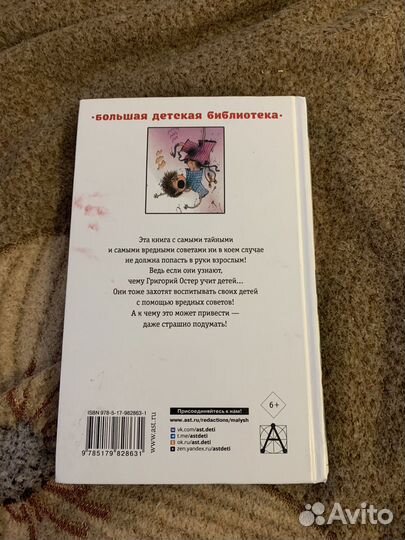 •БОЛЬШАЯ ДЕТСКАЯ БИБЛИОТЕКА•
Эта книга с самыми тайными
и самыми вредными советами ни в коем случае
не должна попасть в руки взрослым!
Ведь если они узнают,
чему Григорий Остер учит детей...
Они тоже захотят воспитывать своих детей
с помощью вредных советов!
А к чему это может привести —
даже страшно подумать!
ISBN 978-5-17-982863-1
9 785179 828631
www.ast.ru
Присоединяйтесь к нам!
www.ast.ru/redactions/malysh
vk.com/ast.deti
t.me/astdeti
ok.ru/ast.deti
zen.yandex.ru/astdeti
6+
Avito